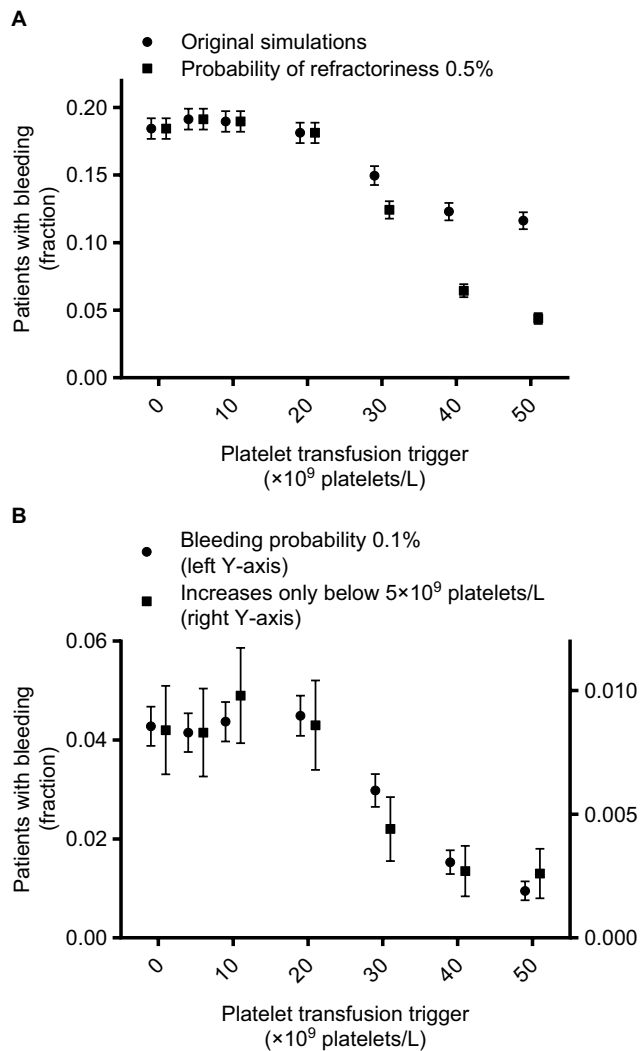 A
● Original simulations
■ Probability of refractoriness 0.5%
Patients with bleeding
(fraction)
0.20
0.15
0.10
0.05
0.00
0 10 20 30 40 50
Platelet transfusion trigger
(×10⁹ platelets/L)
B
● Bleeding probability 0.1%
(left Y-axis)
■ Increases only below 5×10⁹ platelets/L
(right Y-axis)
Patients with bleeding
(fraction)
0.06
0.04
0.02
0.00
0.010
0.005
0.000
0 10 20 30 40 50
Platelet transfusion trigger
(×10⁹ platelets/L)